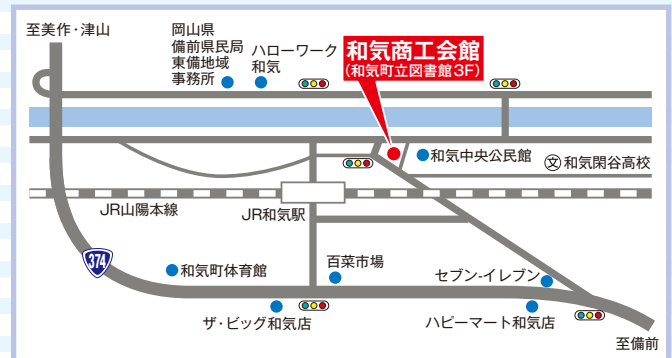 至美作・津山
岡山県
備前県民局
東備地域
事務所
ハローワーク
和気
和気商工会館
(和気町立図書館3F)
和気中央公民館
文
和気閑谷高校
JR山陽本線
JR和気駅
374
和気町体育館
百菜市場
セブン-イレブン
ザ・ビッグ和気店
ハピーマート和気店
至備前